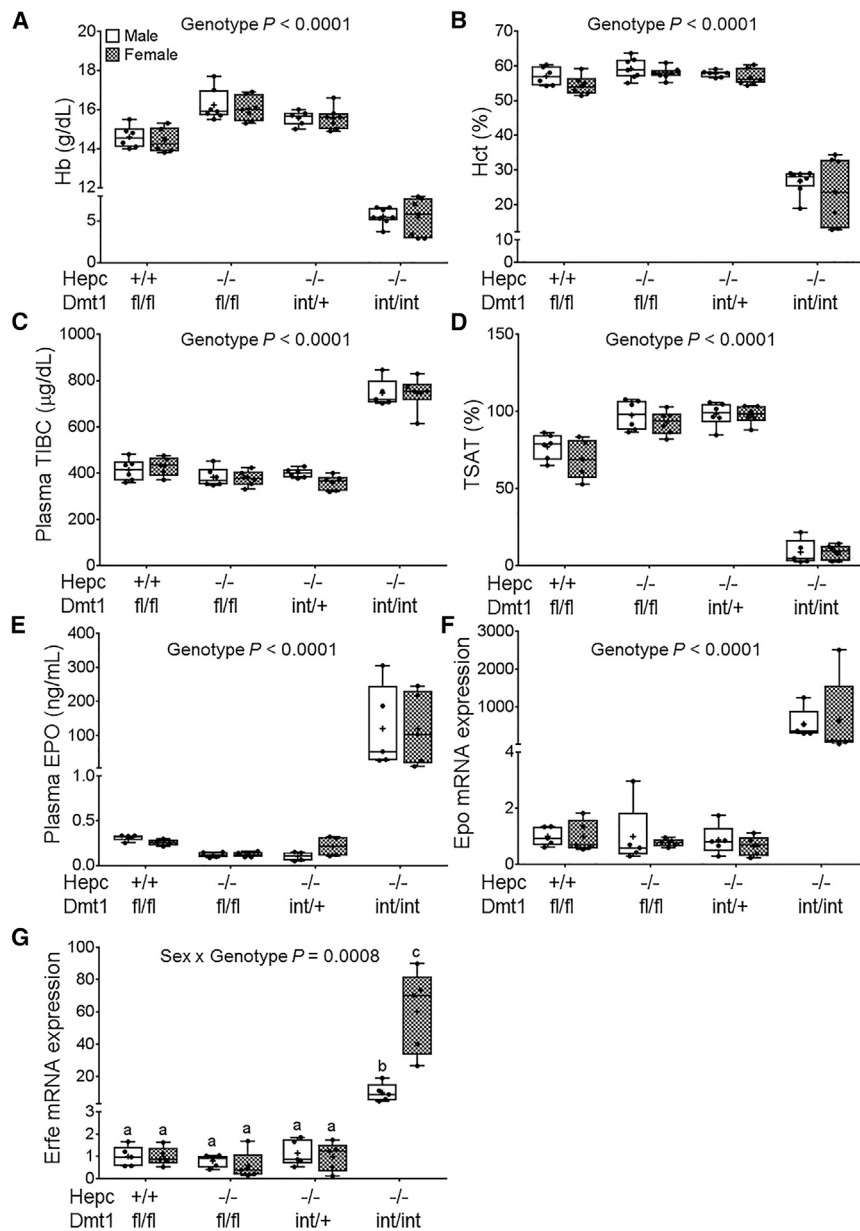 A
Genotype P < 0.0001
Male
Female
Hb (g/dL)
20
18
16
14
12
5
0
Hepc +/+ -/- -/- -/-
Dmt1 fl/fl fl/fl int/+ int/int
B
Genotype P < 0.0001
Hct (%)
70
60
50
40
30
20
10
0
Hepc +/+ -/- -/- -/-
Dmt1 fl/fl fl/fl int/+ int/int
C
Genotype P < 0.0001
Plasma TIBC (µg/dL)
1000
800
600
400
200
0
Hepc +/+ -/- -/- -/-
Dmt1 fl/fl fl/fl int/+ int/int
D
Genotype P < 0.0001
TSAT (%)
150
100
50
0
Hepc +/+ -/- -/- -/-
Dmt1 fl/fl fl/fl int/+ int/int
E
Genotype P < 0.0001
Plasma EPO (ng/mL)
400
300
200
100
1.0
0.5
0.0
Hepc +/+ -/- -/- -/-
Dmt1 fl/fl fl/fl int/+ int/int
F
Genotype P < 0.0001
Epo mRNA expression
3000
2000
1000
4
2
0
Hepc +/+ -/- -/- -/-
Dmt1 fl/fl fl/fl int/+ int/int
G
Sex x Genotype P = 0.0008
Erfe mRNA expression
100
80
60
40
20
3
2
1
0
a a a a a a b c
Hepc +/+ -/- -/- -/-
Dmt1 fl/fl fl/fl int/+ int/int